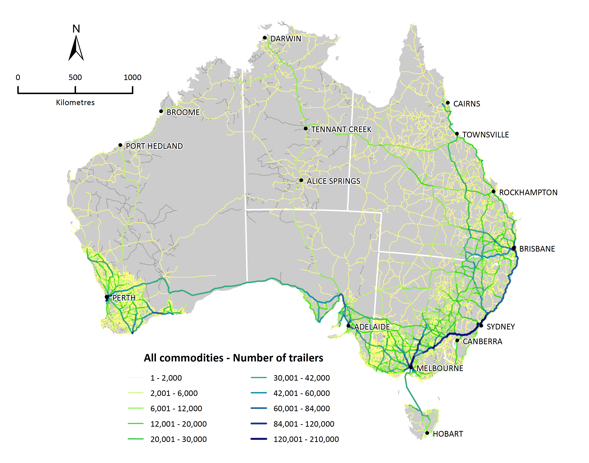 N
DARWIN
0 500 1000
Kilometres
CAIRNS
BROOME
TENNANT CREEK
TOWNSVILLE
PORT HEDLAND
ALICE SPRINGS
ROCKHAMPTON
BRISBANE
PERTH
ADELAIDE
SYDNEY
CANBERRA
MELBOURNE
HOBART
All commodities - Number of trailers
1 - 2,000
2,001 - 6,000
6,001 - 12,000
12,001 - 20,000
20,001 - 30,000
30,001 - 42,000
42,001 - 60,000
60,001 - 84,000
84,001 - 120,000
120,001 - 210,000